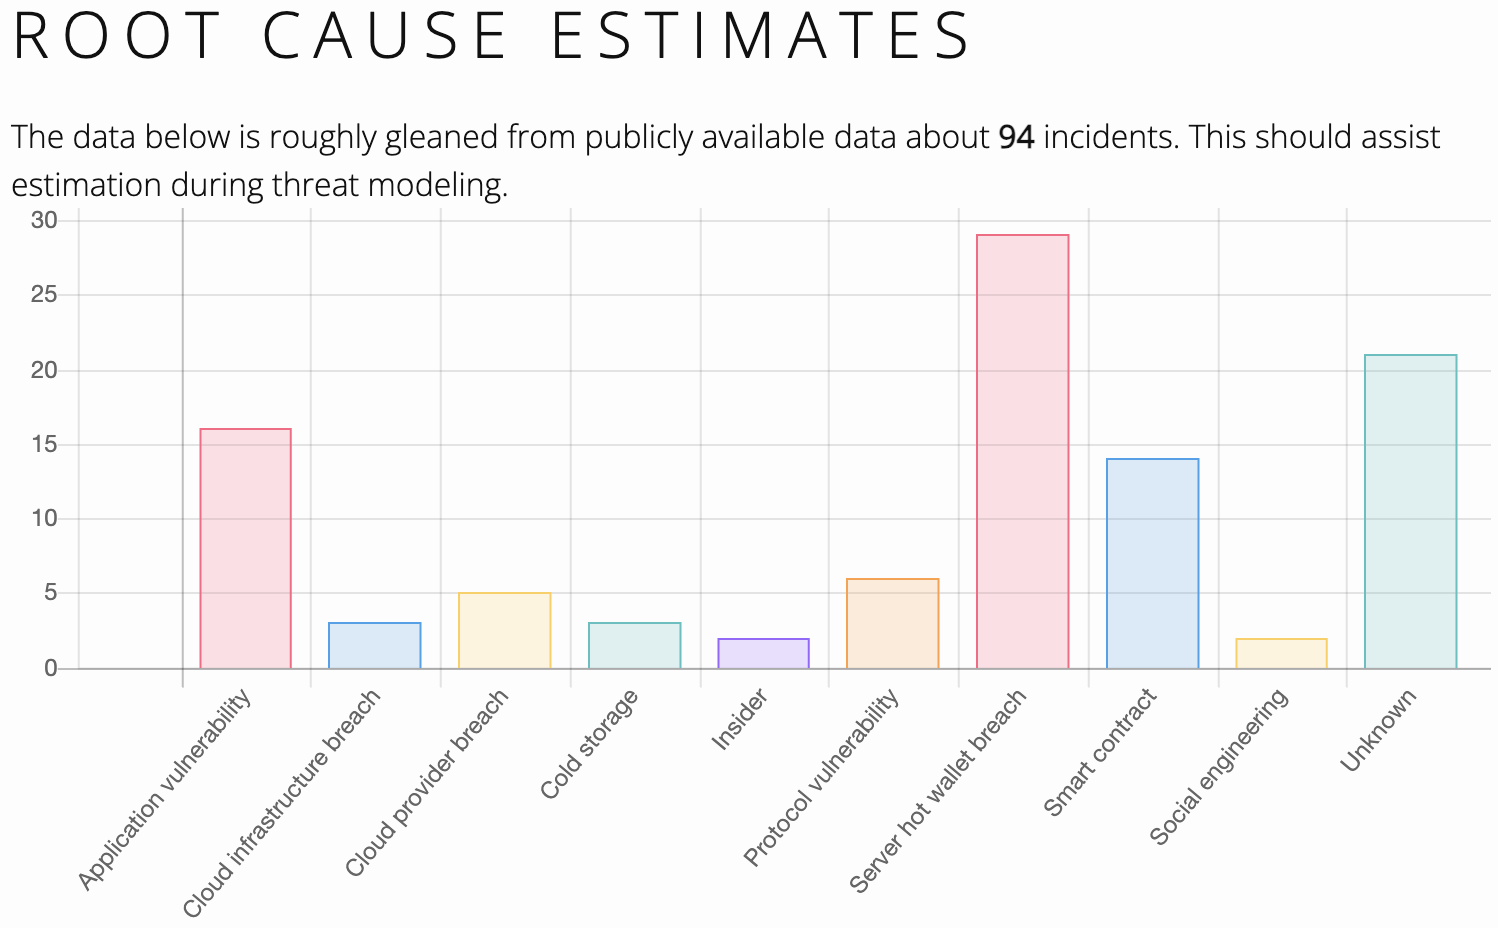 ROOT CAUSE ESTIMATES
The data below is roughly gleaned from publicly available data about 94 incidents. This should assist
estimation during threat modeling.
30
25
20
15
10
5
0
Application vulnerability
Cloud infrastructure breach
Cloud provider breach
Cold storage
Insider
Protocol vulnerability
Server hot wallet breach
Smart contract
Social engineering
Unknown